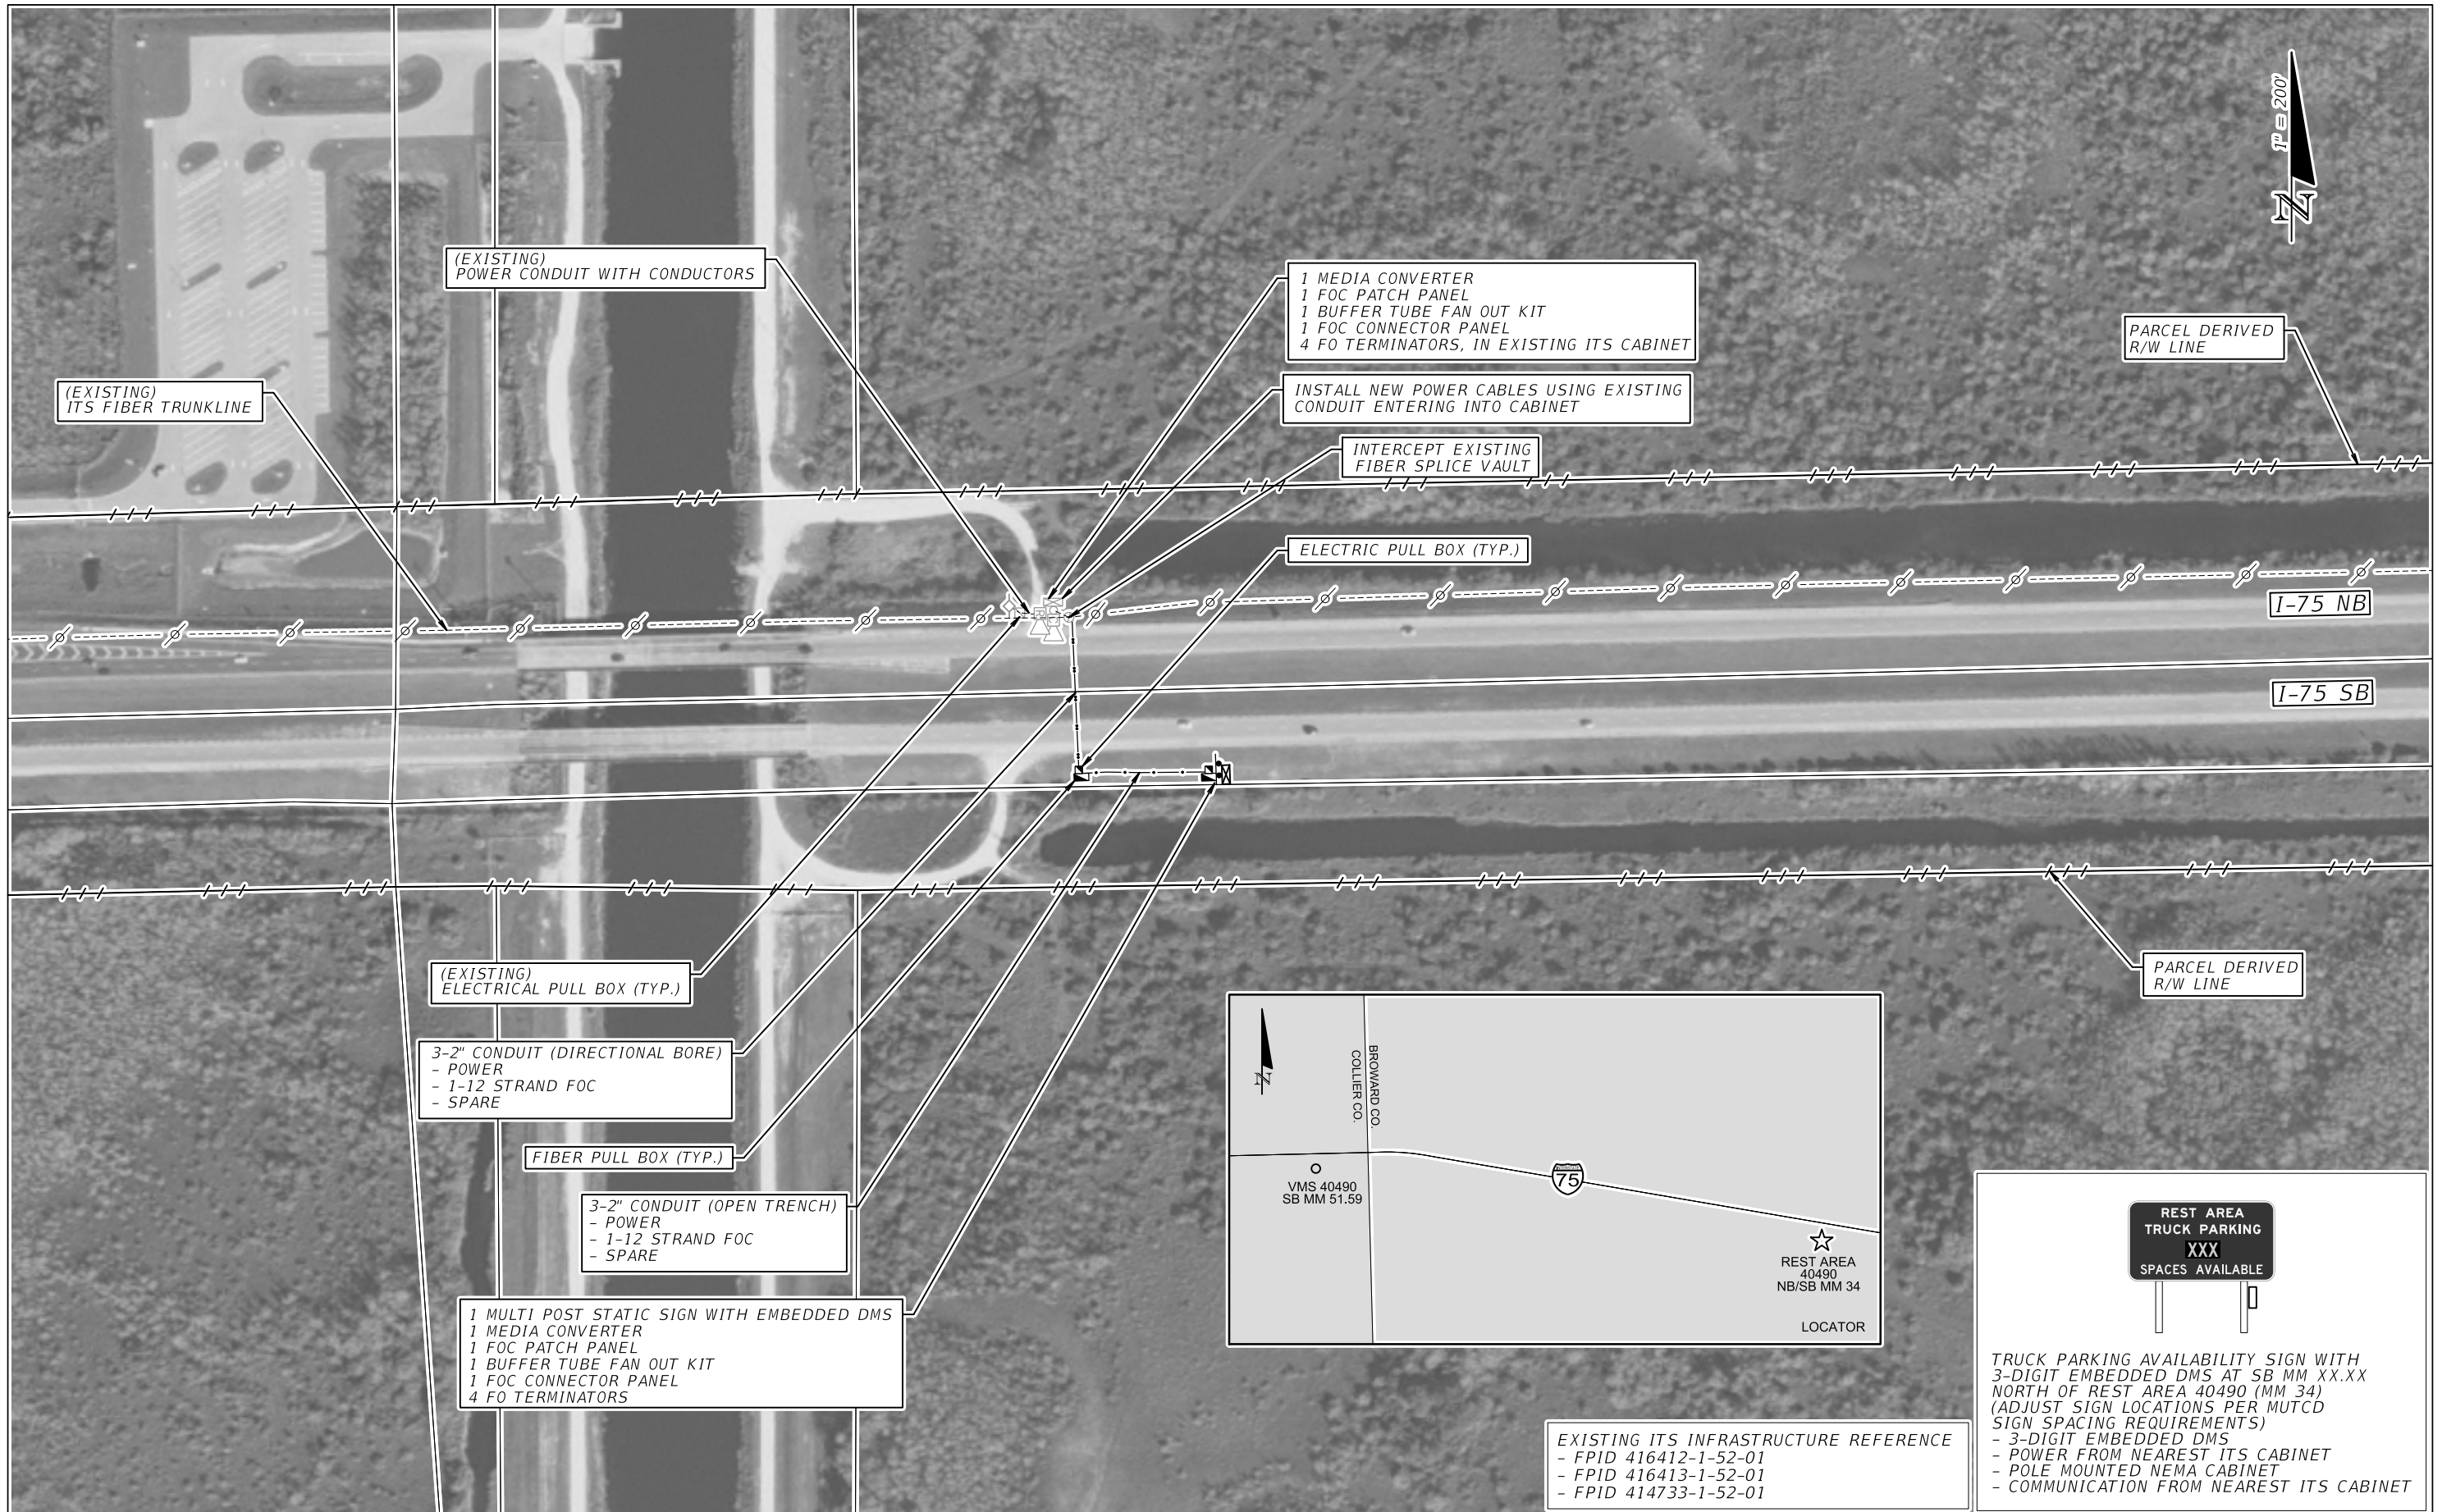 1" = 200'
N
(EXISTING)
POWER CONDUIT WITH CONDUCTORS
1 MEDIA CONVERTER
1 FOC PATCH PANEL
1 BUFFER TUBE FAN OUT KIT
1 FOC CONNECTOR PANEL
4 FO TERMINATORS, IN EXISTING ITS CABINET
PARCEL DERIVED
R/W LINE
(EXISTING)
ITS FIBER TRUNKLINE
INSTALL NEW POWER CABLES USING EXISTING
CONDUIT ENTERING INTO CABINET
INTERCEPT EXISTING
FIBER SPLICE VAULT
ELECTRIC PULL BOX (TYP.)
I-75 NB
I-75 SB
(EXISTING)
ELECTRICAL PULL BOX (TYP.)
PARCEL DERIVED
R/W LINE
3-2" CONDUIT (DIRECTIONAL BORE)
- POWER
- 1-12 STRAND FOC
- SPARE
FIBER PULL BOX (TYP.)
3-2" CONDUIT (OPEN TRENCH)
- POWER
- 1-12 STRAND FOC
- SPARE
1 MULTI POST STATIC SIGN WITH EMBEDDED DMS
1 MEDIA CONVERTER
1 FOC PATCH PANEL
1 BUFFER TUBE FAN OUT KIT
1 FOC CONNECTOR PANEL
4 FO TERMINATORS
N
BROWARD CO.
COLLIER CO.
VMS 40490
SB MM 51.59
75
REST AREA
40490
NB/SB MM 34
LOCATOR
REST AREA
TRUCK PARKING
XXX
SPACES AVAILABLE
TRUCK PARKING AVAILABILITY SIGN WITH
3-DIGIT EMBEDDED DMS AT SB MM XX.XX
NORTH OF REST AREA 40490 (MM 34)
(ADJUST SIGN LOCATIONS PER MUTCD
SIGN SPACING REQUIREMENTS)
- 3-DIGIT EMBEDDED DMS
- POWER FROM NEAREST ITS CABINET
- POLE MOUNTED NEMA CABINET
- COMMUNICATION FROM NEAREST ITS CABINET
EXISTING ITS INFRASTRUCTURE REFERENCE
- FPID 416412-1-52-01
- FPID 416413-1-52-01
- FPID 414733-1-52-01